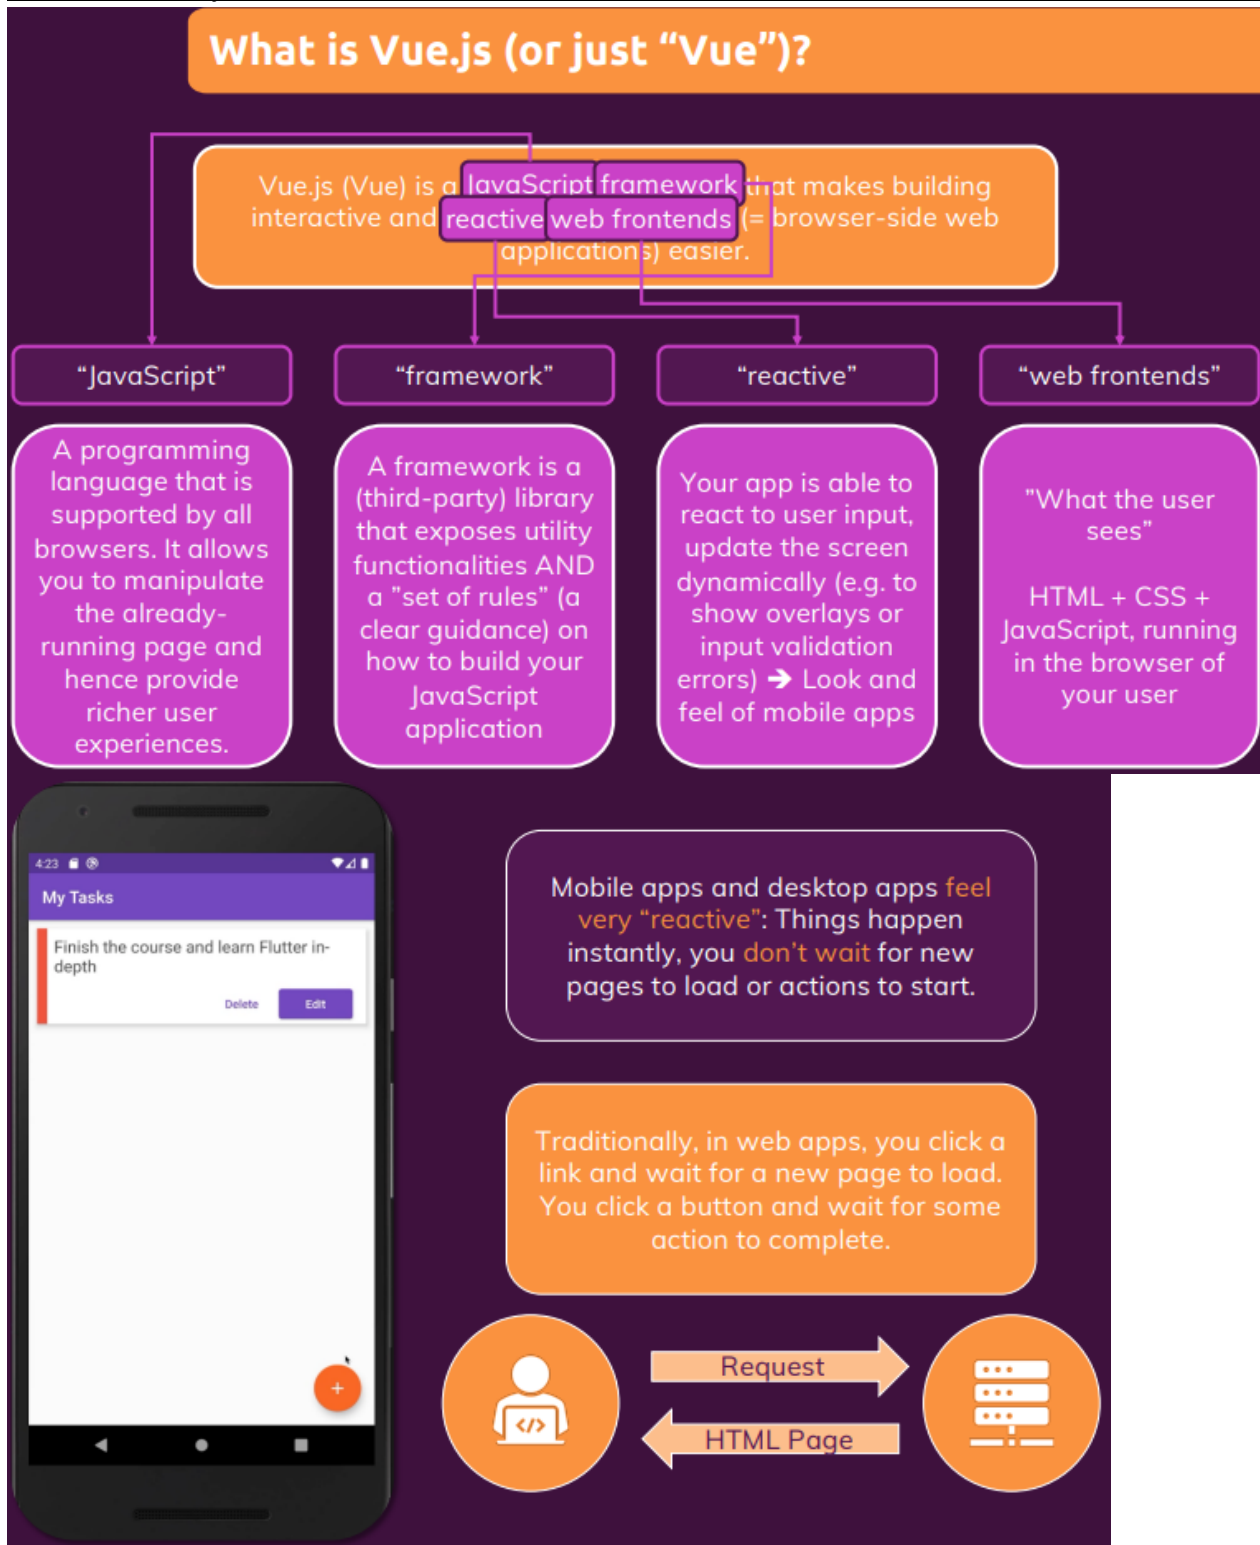 What is Vue.js (or just “Vue”)?
Vue.js (Vue) is a JavaScript framework that makes building
interactive and reactive web frontends (= browser-side web
applications) easier.
“JavaScript”
“framework”
“reactive”
“web frontends”
A programming
language that is
supported by all
browsers. It allows
you to manipulate
the already-
running page and
hence provide
richer user
experiences.
A framework is a
(third-party) library
that exposes utility
functionalities AND
a ”set of rules” (a
clear guidance) on
how to build your
JavaScript
application
Your app is able to
react to user input,
update the screen
dynamically (e.g. to
show overlays or
input validation
errors) ➔ Look and
feel of mobile apps
”What the user
sees”
HTML + CSS +
JavaScript, running
in the browser of
your user
4:23
My Tasks
Finish the course and learn Flutter in-
depth
Delete
Edit
+
Mobile apps and desktop apps feel
very “reactive”: Things happen
instantly, you don’t wait for new
pages to load or actions to start.
Traditionally, in web apps, you click a
link and wait for a new page to load.
You click a button and wait for some
action to complete.
</>
Request
HTML Page